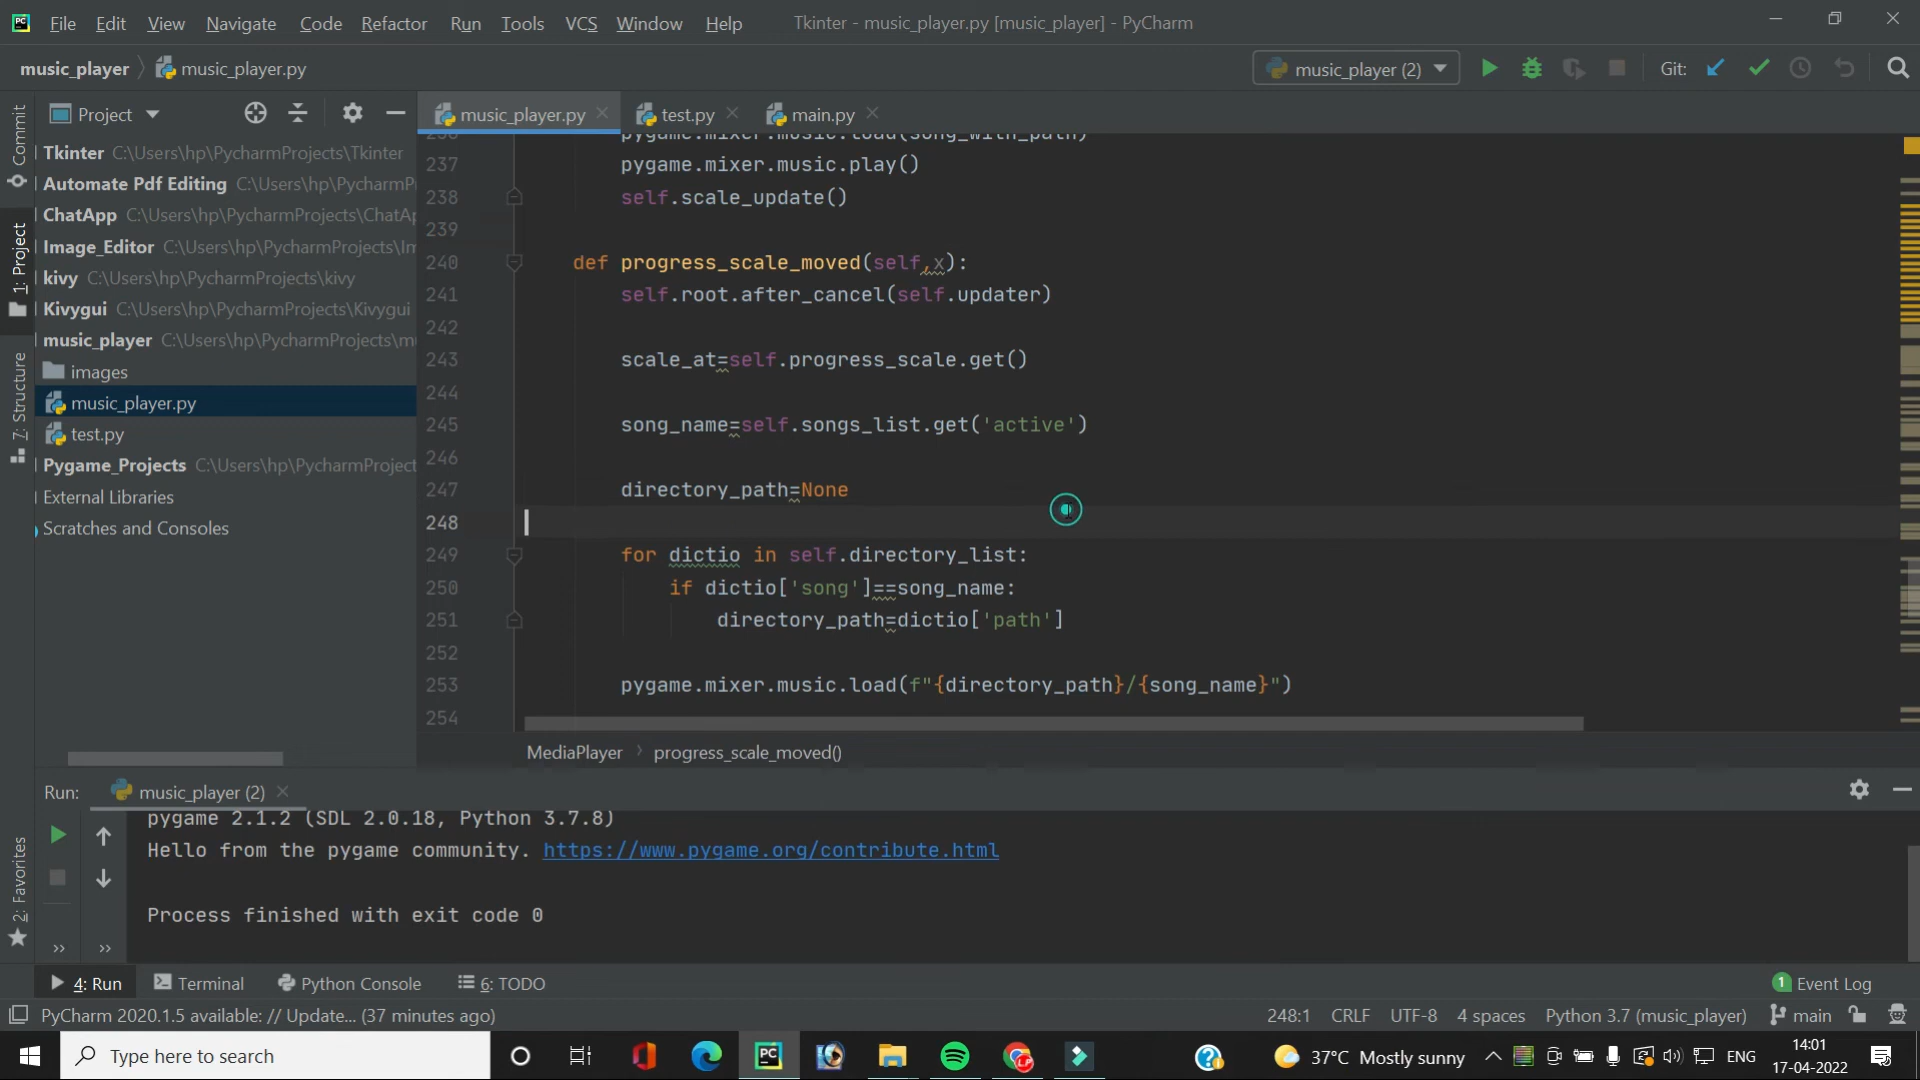 File Edit View Navigate Code Refactor Run Tools VCS Window Help Tkinter - music_player.py [music_player] - PyCharm
music_player music_player.py music_player (2) Git:
Project music_player.py test.py main.py
Commit
1: Project
7: Structure
2: Favorites
Tkinter C:\Users\hp\PycharmProjects\Tkinter
Automate Pdf Editing C:\Users\hp\PycharmP
ChatApp C:\Users\hp\PycharmProjects\ChatAp
Image_Editor C:\Users\hp\PycharmProjects\Im
kivy C:\Users\hp\PycharmProjects\kivy
Kivygui C:\Users\hp\PycharmProjects\Kivygui
music_player C:\Users\hp\PycharmProjects\mu
images
music_player.py
test.py
Pygame_Projects C:\Users\hp\PycharmProject
External Libraries
Scratches and Consoles
236 pygame.mixer.music.load(song_with_path)
237 pygame.mixer.music.play()
238 self.scale_update()
239
240 def progress_scale_moved(self,x):
241 self.root.after_cancel(self.updater)
242
243 scale_at=self.progress_scale.get()
244
245 song_name=self.songs_list.get('active')
246
247 directory_path=None
248
249 for dictio in self.directory_list:
250 if dictio['song']==song_name:
251 directory_path=dictio['path']
252
253 pygame.mixer.music.load(f"{directory_path}/{song_name}")
254
MediaPlayer progress_scale_moved()
Run: music_player (2)
pygame 2.1.2 (SDL 2.0.18, Python 3.7.8)
Hello from the pygame community. https://www.pygame.org/contribute.html
Process finished with exit code 0
4: Run Terminal Python Console 6: TODO 1 Event Log
PyCharm 2020.1.5 available: // Update... (37 minutes ago) 248:1 CRLF UTF-8 4 spaces Python 3.7 (music_player) main
Type here to search 37°C Mostly sunny ENG 14:01
17-04-2022